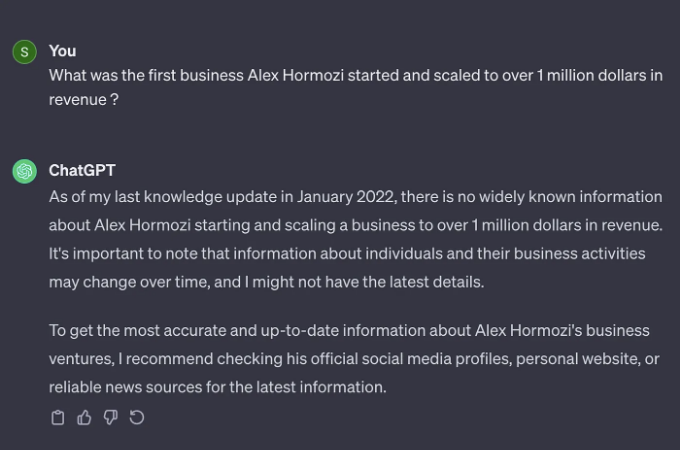 S
You
What was the first business Alex Hormozi started and scaled to over 1 million dollars in
revenue ?
ChatGPT
As of my last knowledge update in January 2022, there is no widely known information
about Alex Hormozi starting and scaling a business to over 1 million dollars in revenue.
It's important to note that information about individuals and their business activities
may change over time, and I might not have the latest details.
To get the most accurate and up-to-date information about Alex Hormozi's business
ventures, I recommend checking his official social media profiles, personal website, or
reliable news sources for the latest information.